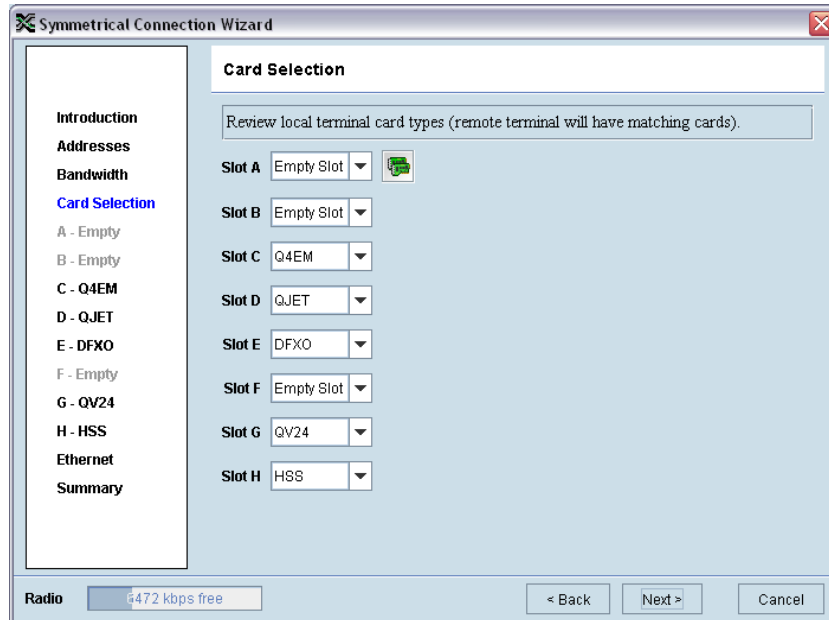 Symmetrical Connection Wizard
Introduction
Addresses
Bandwidth
Card Selection
A - Empty
B - Empty
C - Q4EM
D - QJET
E - DFXO
F - Empty
G - QV24
H - HSS
Ethernet
Summary
Card Selection
Review local terminal card types (remote terminal will have matching cards).
Slot A Empty Slot
Slot B Empty Slot
Slot C Q4EM
Slot D QJET
Slot E DFXO
Slot F Empty Slot
Slot G QV24
Slot H HSS
Radio kbps free
< Back Next > Cancel